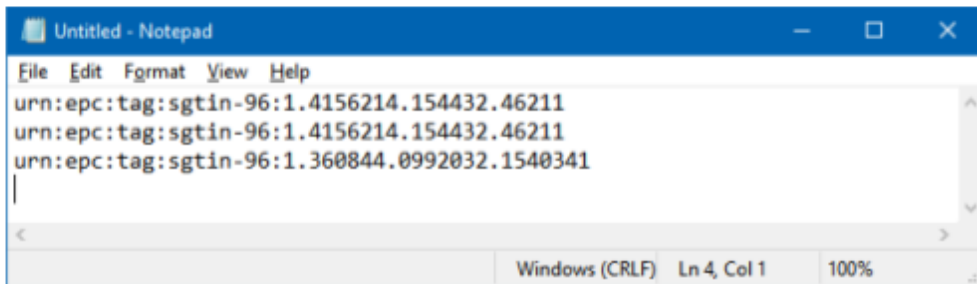 Untitled - Notepad
File Edit Format View Help
urn:epc:tag:sgtin-96:1.4156214.154432.46211
urn:epc:tag:sgtin-96:1.4156214.154432.46211
urn:epc:tag:sgtin-96:1.360844.0992032.1540341
Windows (CRLF) Ln 4, Col 1 100%